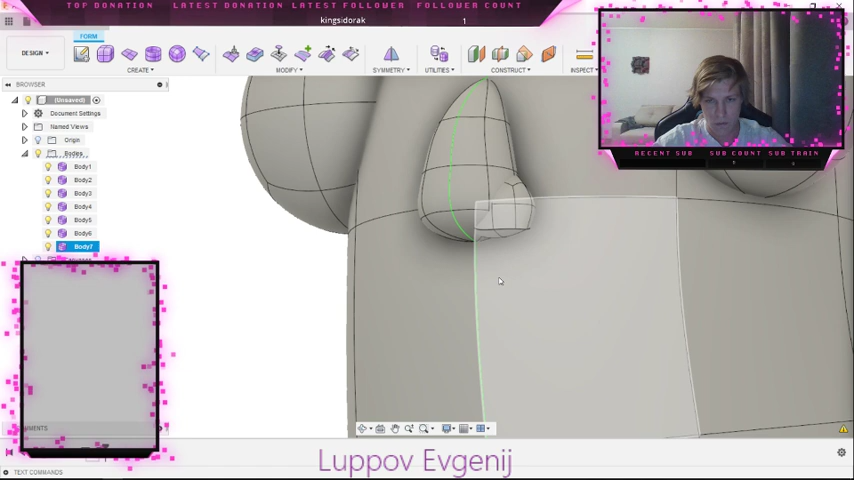 TOP DONATION LATEST DONATION LATEST FOLLOWER FOLLOWER COUNT
kingsidorak 1
FORM
DESIGN
CREATE
MODIFY
SYMMETRY
UTILITIES
CONSTRUCT
INSPECT
BROWSER
(Unsaved)
Document Settings
Named Views
Origin
Bodies
Body1
Body2
Body3
Body4
Body5
Body6
Body7
RECENT SUB SUB COUNT SUB TRAIN
MENTS
Luppov Evgenij
TEXT COMMANDS